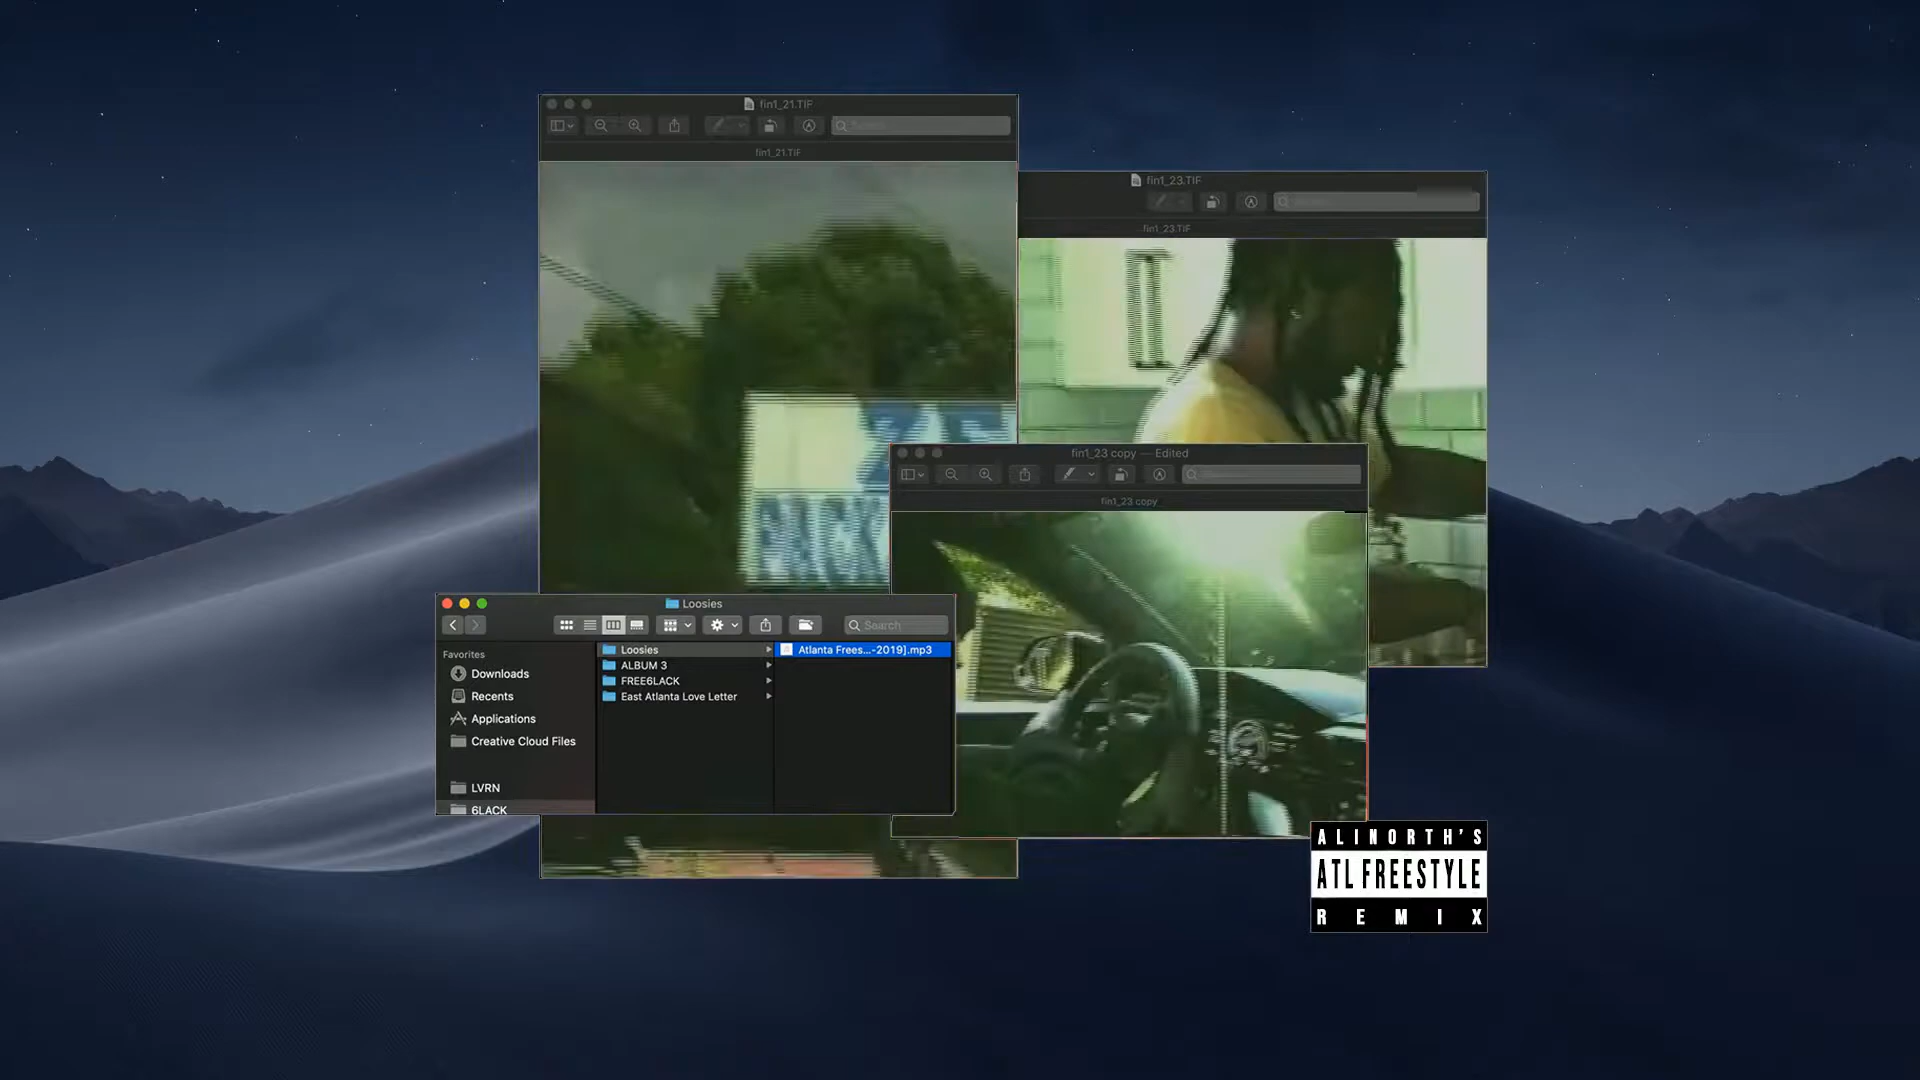 fin1_21.TIF
fin1_21.TIF
fin1_23.TIF
fin1_23.TIF
PACK
fin1_23 copy — Edited
fin1_23 copy
Loosies
Search
Favorites
Downloads
Recents
Applications
Creative Cloud Files
LVRN
6LACK
Loosies
ALBUM 3
FREE6LACK
East Atlanta Love Letter
Atlanta Frees...-2019].mp3
ALINORTH'S
ATL FREESTYLE
REMIX